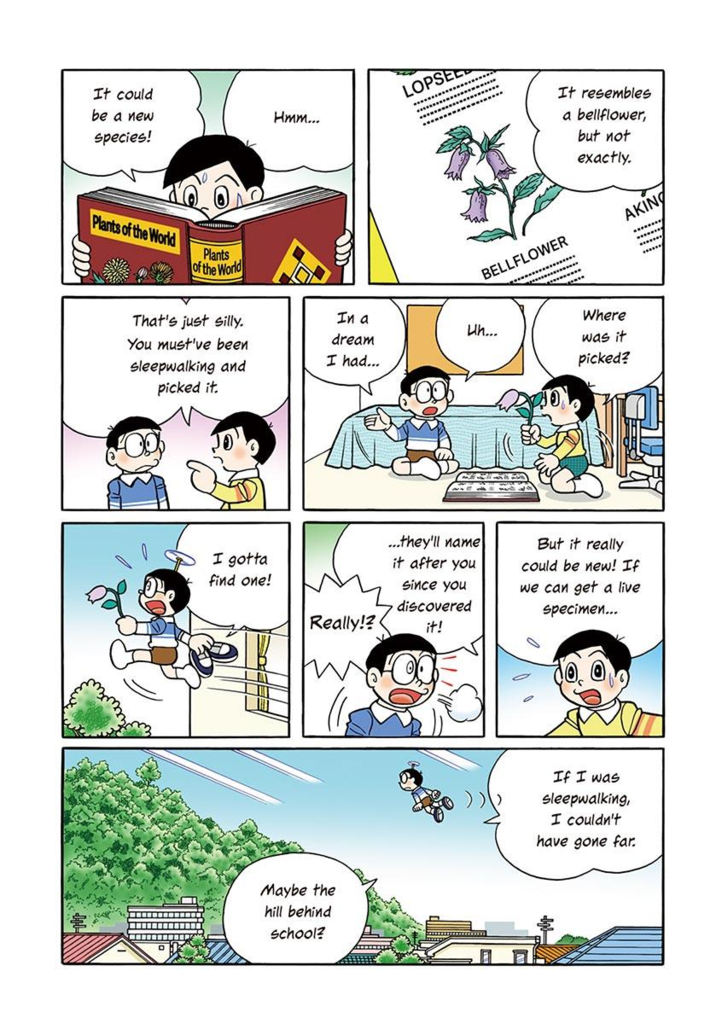 It resembles
a bellflower,
but not
exactly.
LOPSEED
BELLFLOWER
Hmm...
It could
be a new
species!
Plants of the World
Plants
of the World
Where
was it
picked?
Uh...
In a
dream
I had...
That's just silly.
You must've been
sleepwalking and
picked it.
But it really
could be new! If
we can get a live
specimen...
...they'll name
it after you
since you
discovered
it!
Really!?
I gotta
find one!
If I was
sleepwalking,
I couldn't
have gone far.
Maybe the
hill behind
school?